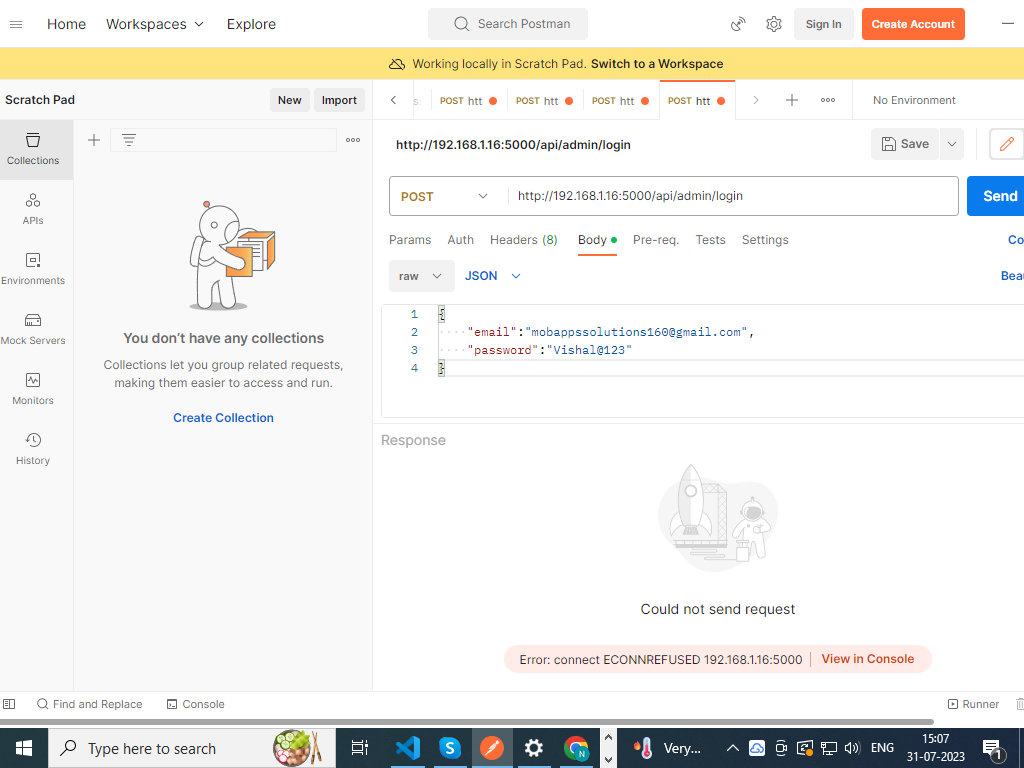 Home Workspaces Explore Search Postman Sign In Create Account
Working locally in Scratch Pad. Switch to a Workspace
Scratch Pad New Import POST htt POST htt POST htt POST htt No Environment
Collections
APIs
Environments
Mock Servers
Monitors
History
You don’t have any collections
Collections let you group related requests,
making them easier to access and run.
Create Collection
http://192.168.1.16:5000/api/admin/login Save
POST http://192.168.1.16:5000/api/admin/login Send
Params Auth Headers (8) Body Pre-req. Tests Settings Co
raw JSON Beau
1 {
2 "email":"mobappssolutions160@gmail.com",
3 "password":"Vishal@123"
4 }
Response
Could not send request
Error: connect ECONNREFUSED 192.168.1.16:5000 View in Console
Find and Replace Console Runner
Type here to search Very... ENG 15:07
31-07-2023 1